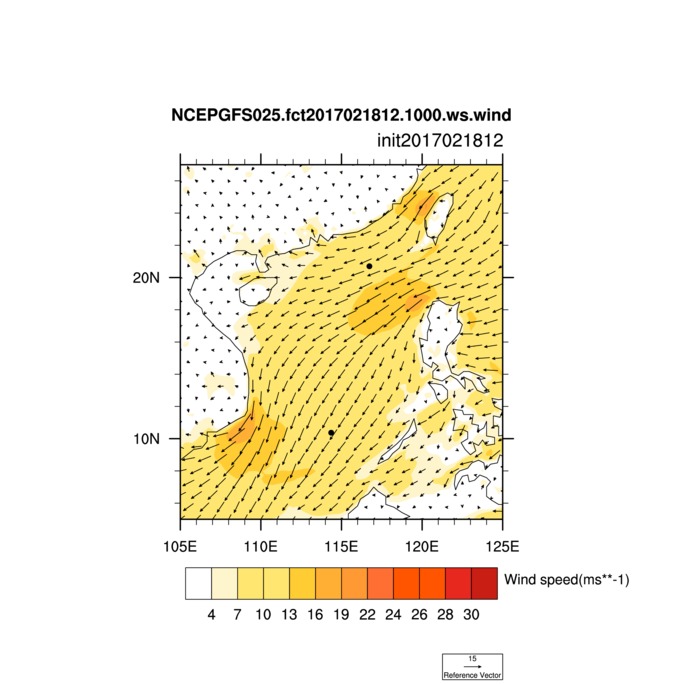 NCEPGFS025.fct2017021812.1000.ws.wind
init2017021812
20N
10N
105E 110E 115E 120E 125E
Wind speed(ms**-1)
4 7 10 13 16 19 22 24 26 28 30
15
Reference Vector